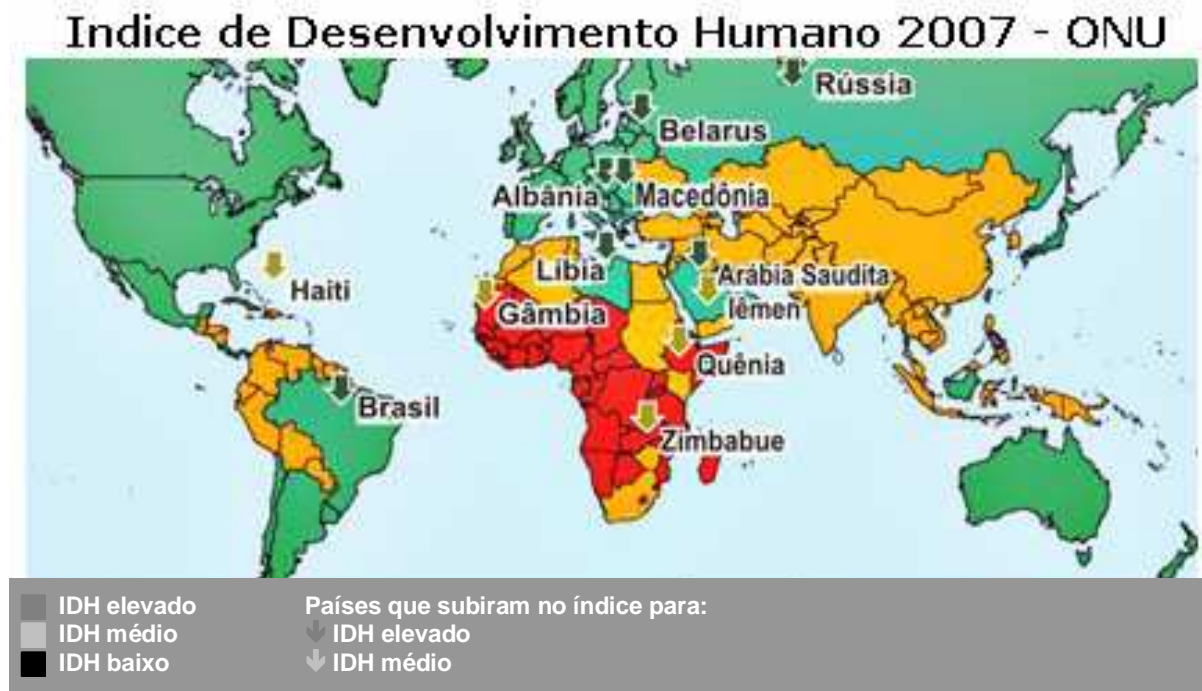 Indice de Desenvolvimento Humano 2007 - ONU
Rússia
Belarus
Albânia
Macedônia
Líbia
Arábia Saudita
Haiti
Iêmen
Gâmbia
Quênia
Brasil
Zimbabue
IDH elevado
IDH médio
IDH baixo
Países que subiram no índice para:
IDH elevado
IDH médio